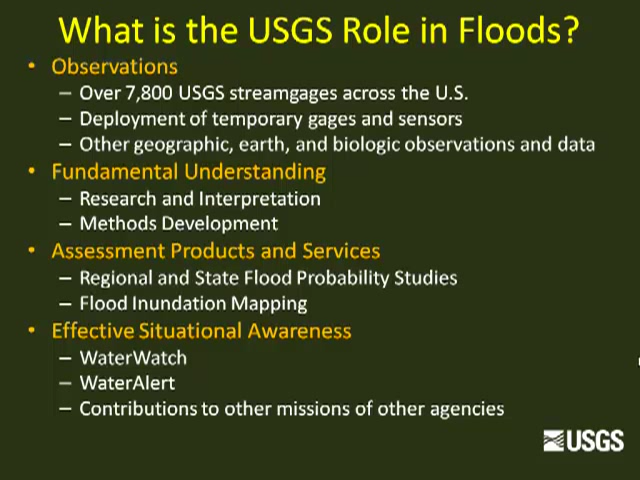 What is the USGS Role in Floods?
• Observations
– Over 7,800 USGS streamgages across the U.S.
– Deployment of temporary gages and sensors
– Other geographic, earth, and biologic observations and data
• Fundamental Understanding
– Research and Interpretation
– Methods Development
• Assessment Products and Services
– Regional and State Flood Probability Studies
– Flood Inundation Mapping
• Effective Situational Awareness
– WaterWatch
– WaterAlert
– Contributions to other missions of other agencies
USGS